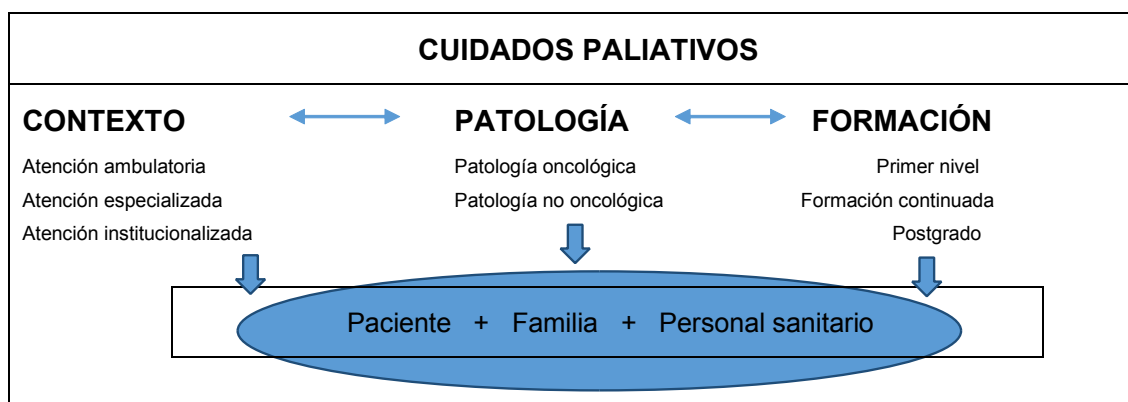 CUIDADOS PALIATIVOS
CONTEXTO PATOLOGÍA FORMACIÓN
Atención ambulatoria Patología oncológica Primer nivel
Atención especializada Patología no oncológica Formación continuada
Atención institucionalizada Postgrado
Paciente + Familia + Personal sanitario